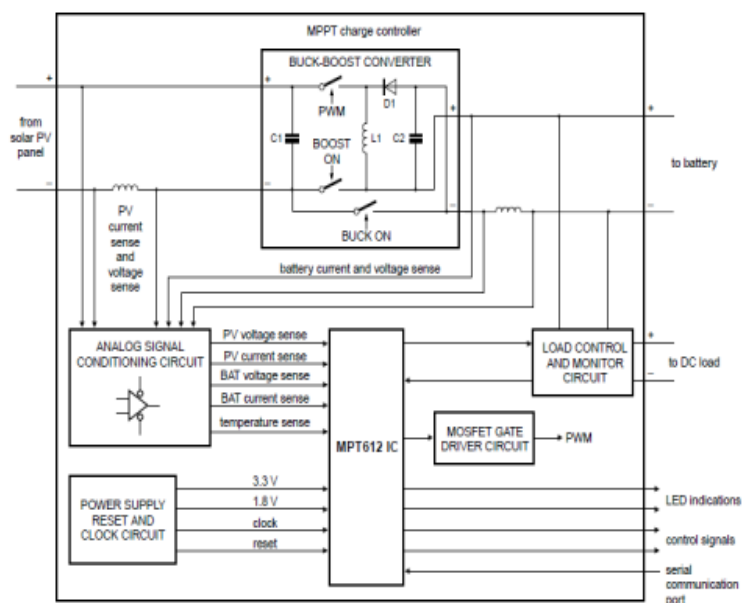 MPPT charge controller
BUCK-BOOST CONVERTER
+
+
+
+
from
solar PV
panel
PWM
D1
C1
L1
C2
BOOST
ON
to battery
−
−
−
−
BUCK ON
PV
current
sense
and
voltage
sense
battery current and voltage sense
ANALOG SIGNAL
CONDITIONING CIRCUIT
PV voltage sense
PV current sense
BAT voltage sense
BAT current sense
temperature sense
MPT612 IC
LOAD CONTROL
AND MONITOR
CIRCUIT
+
to DC load
−
MOSFET GATE
DRIVER CIRCUIT
PWM
POWER SUPPLY
RESET AND
CLOCK CIRCUIT
3.3 V
1.8 V
clock
reset
LED indications
control signals
serial
communication
port